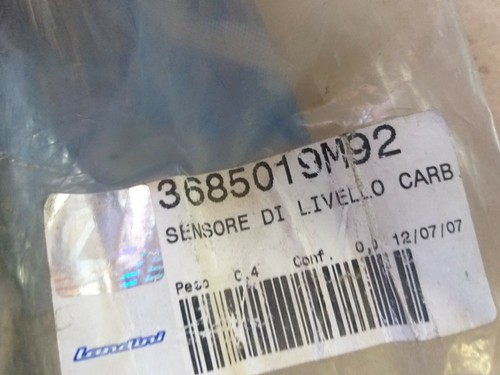 3685019M92
SENSORE DI LIVELLO CARB
Peso 0.4 Conf. 0,0 12/07/07
Landini